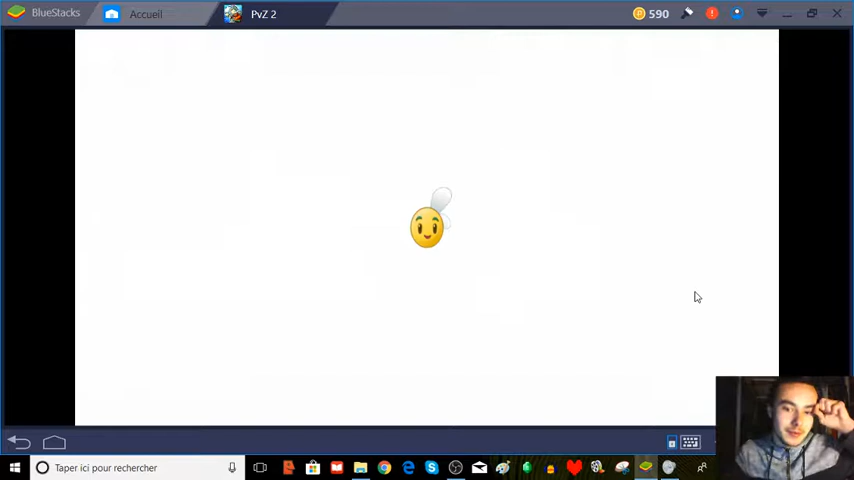 BlueStacks
Accueil
PvZ 2
P 590
Taper ici pour rechercher